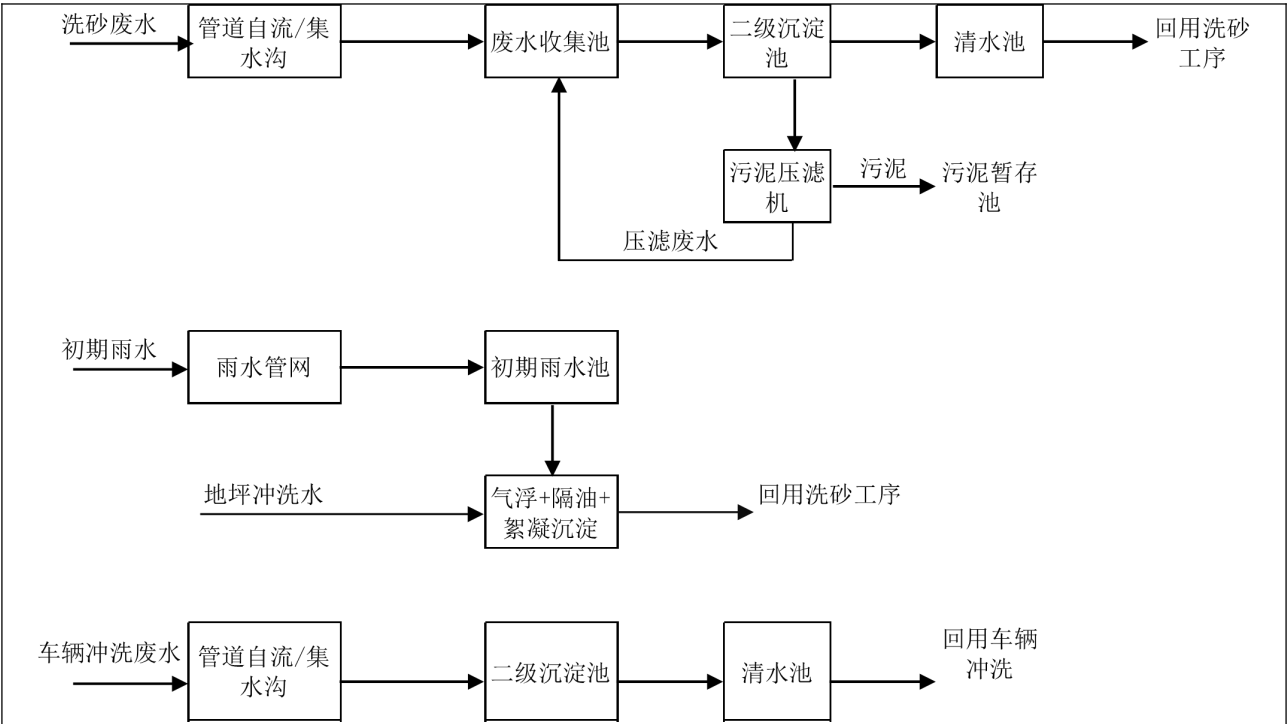 洗砂废水
管道自流/集
水沟
废水收集池
二级沉淀
池
清水池
回用洗砂
工序
污泥压滤
机
污泥
污泥暂存
池
压滤废水
初期雨水
雨水管网
初期雨水池
地坪冲洗水
气浮+隔油+
絮凝沉淀
回用洗砂工序
车辆冲洗废水
管道自流/集
水沟
二级沉淀池
清水池
回用车辆
冲洗